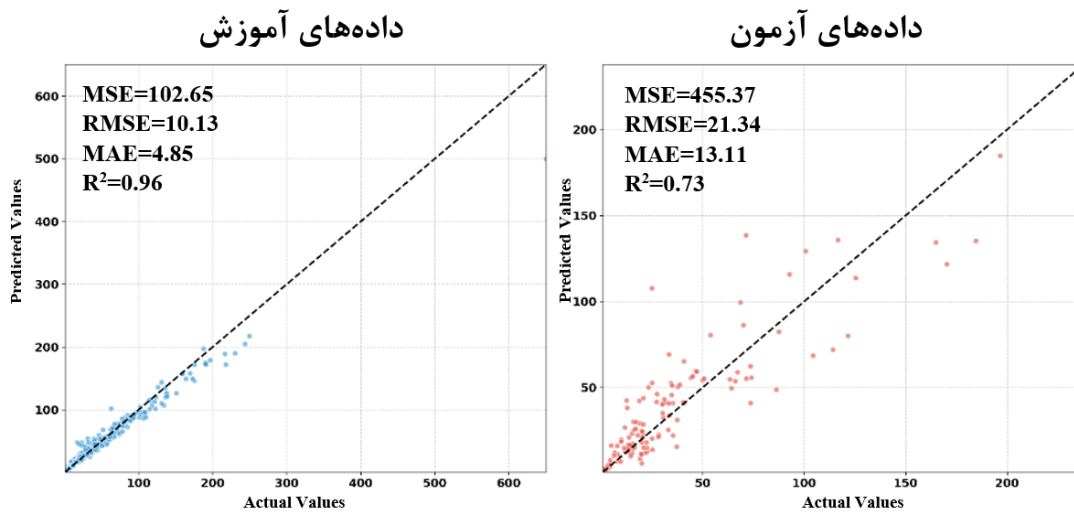 داده‌های آموزش
MSE=102.65
RMSE=10.13
MAE=4.85
R²=0.96
600
500
400
300
200
100
Predicted Values
100
200
300
400
500
600
Actual Values
داده‌های آزمون
MSE=455.37
RMSE=21.34
MAE=13.11
R²=0.73
200
150
100
50
Predicted Values
50
100
150
200
Actual Values